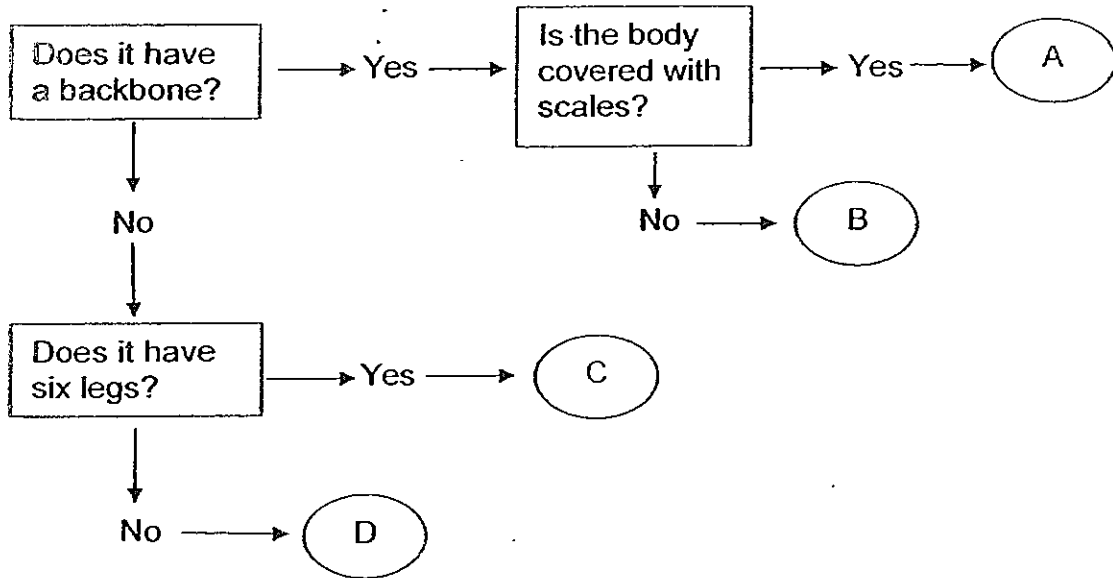 Does it have
a backbone?
Yes
Is the body
covered with
scales?
Yes
A
No
No
B
Does it have
six legs?
Yes
C
No
D